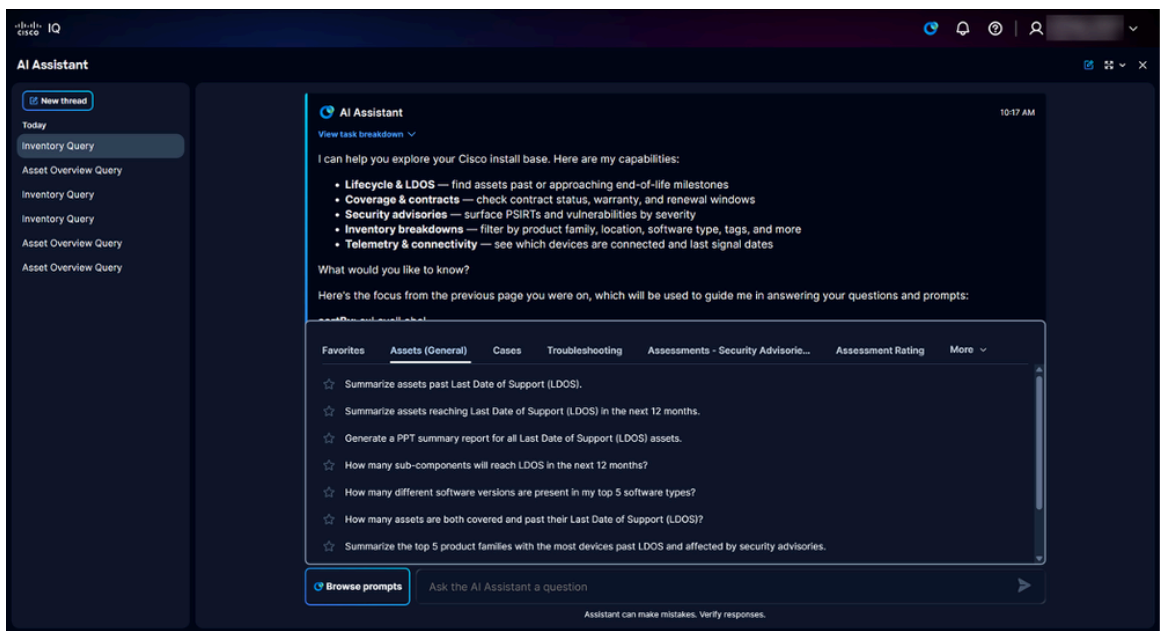 cisco IQ
AI Assistant
New thread
Today
Inventory Query
Asset Overview Query
Inventory Query
Inventory Query
Asset Overview Query
Asset Overview Query
AI Assistant
10:17 AM
View task breakdown
I can help you explore your Cisco install base. Here are my capabilities:
• Lifecycle & LDOS — find assets past or approaching end-of-life milestones
• Coverage & contracts — check contract status, warranty, and renewal windows
• Security advisories — surface PSIRTs and vulnerabilities by severity
• Inventory breakdowns — filter by product family, location, software type, tags, and more
• Telemetry & connectivity — see which devices are connected and last signal dates
What would you like to know?
Here's the focus from the previous page you were on, which will be used to guide me in answering your questions and prompts:
Favorites Assets (General) Cases Troubleshooting Assessments - Security Advisorie... Assessment Rating More
Summarize assets past Last Date of Support (LDOS).
Summarize assets reaching Last Date of Support (LDOS) in the next 12 months.
Generate a PPT summary report for all Last Date of Support (LDOS) assets.
How many sub-components will reach LDOS in the next 12 months?
How many different software versions are present in my top 5 software types?
How many assets are both covered and past their Last Date of Support (LDOS)?
Summarize the top 5 product families with the most devices past LDOS and affected by security advisories.
Browse prompts
Ask the AI Assistant a question
Assistant can make mistakes. Verify responses.